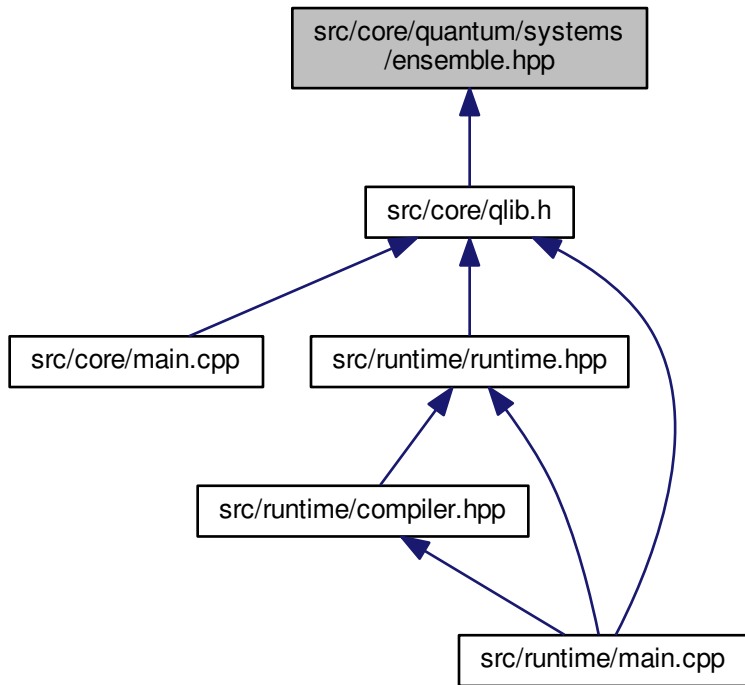 src/core/quantum/systems
/ensemble.hpp
src/core/qlib.h
src/core/main.cpp
src/runtime/runtime.hpp
src/runtime/compiler.hpp
src/runtime/main.cpp